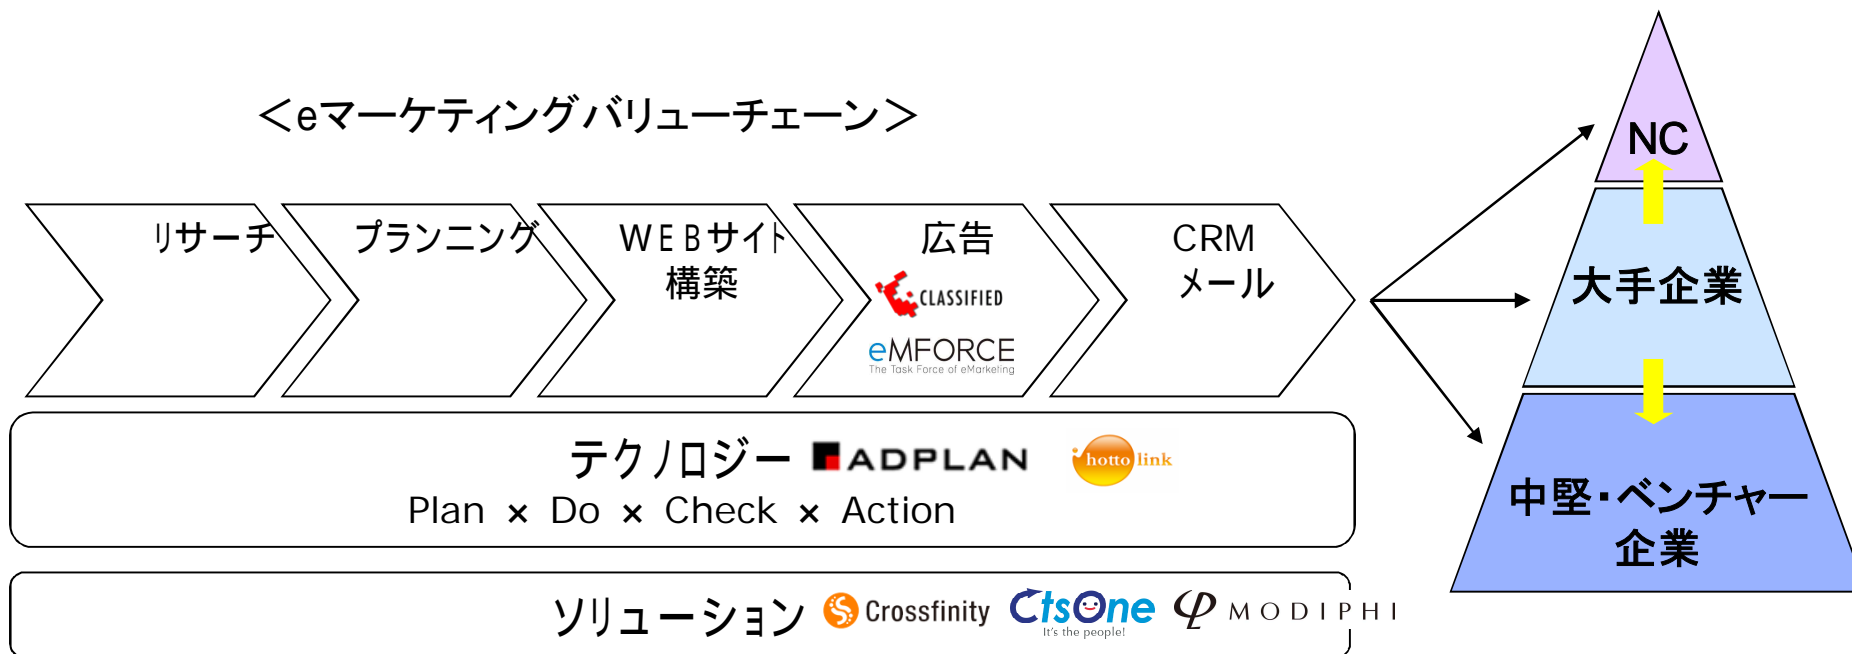 ＜eマーケティングバリューチェーン＞
リサーチ
プランニング
WEBサイト
構築
広告
CLASSIFIED
eMFORCE
The Task Force of eMarketing
CRM
メール
テクノロジー ADPLAN hotto link
Plan × Do × Check × Action
ソリューション Crossfinity CtsOne MODIPHI
It's the people!
NC
大手企業
中堅・ベンチャー
企業